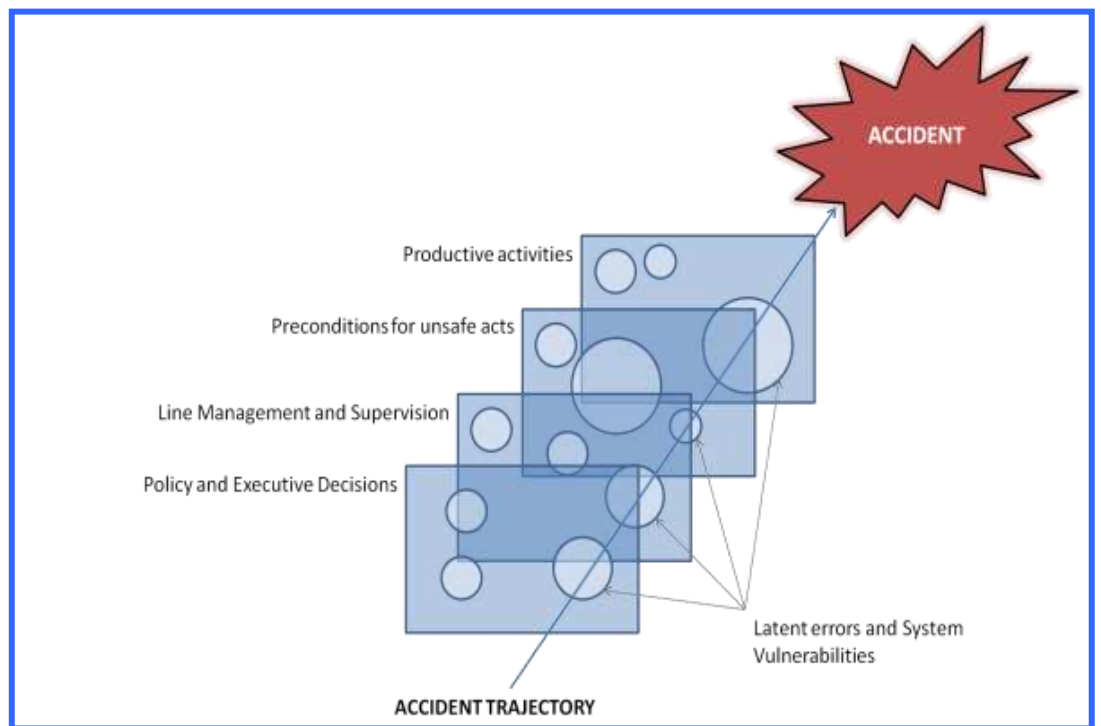 ACCIDENT
Productive activities
Preconditions for unsafe acts
Line Management and Supervision
Policy and Executive Decisions
Latent errors and System
Vulnerabilities
ACCIDENT TRAJECTORY